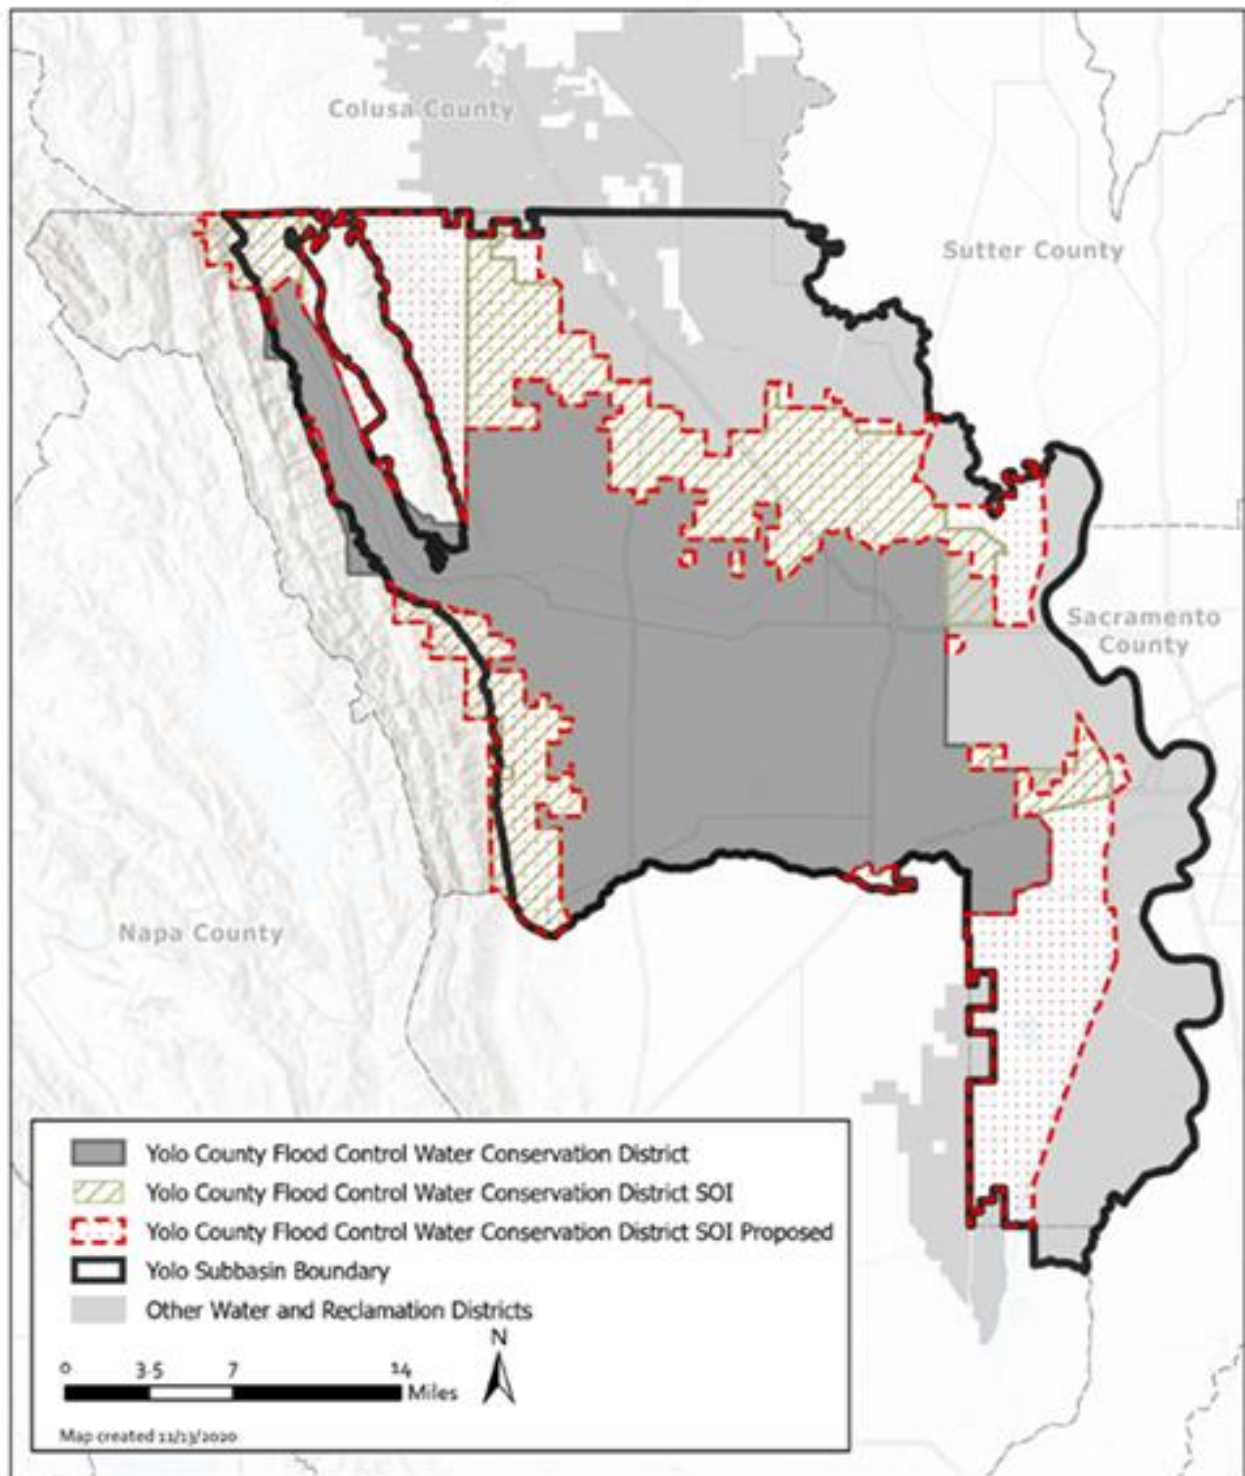 Colusa County
Sutter County
Sacramento
County
Napa County
Yolo County Flood Control Water Conservation District
Yolo County Flood Control Water Conservation District SOI
Yolo County Flood Control Water Conservation District SOI Proposed
Yolo Subbasin Boundary
Other Water and Reclamation Districts
N
0 3.5 7 14
Miles
Map created 11/13/2020